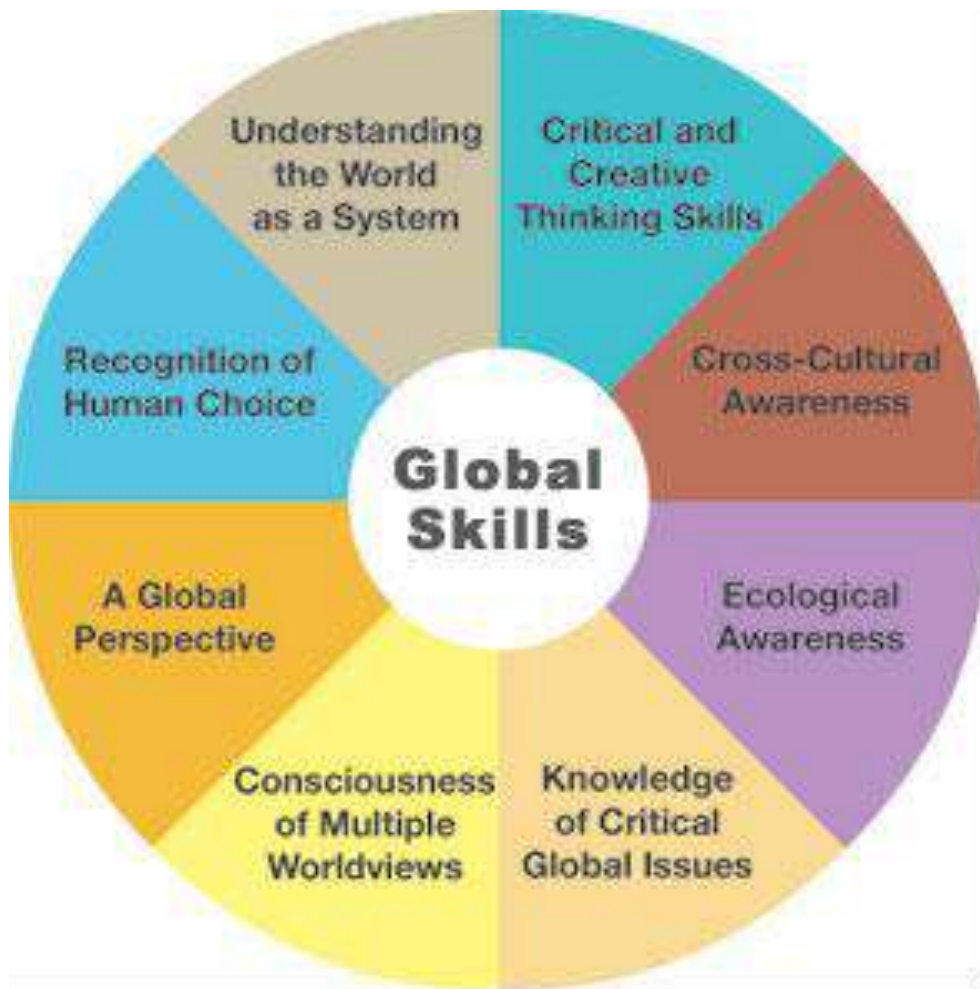 Understanding
the World
as a System
Critical and
Creative
Thinking Skills
Recognition of
Human Choice
Cross-Cultural
Awareness
Global
Skills
A Global
Perspective
Ecological
Awareness
Consciousness
of Multiple
Worldviews
Knowledge
of Critical
Global Issues